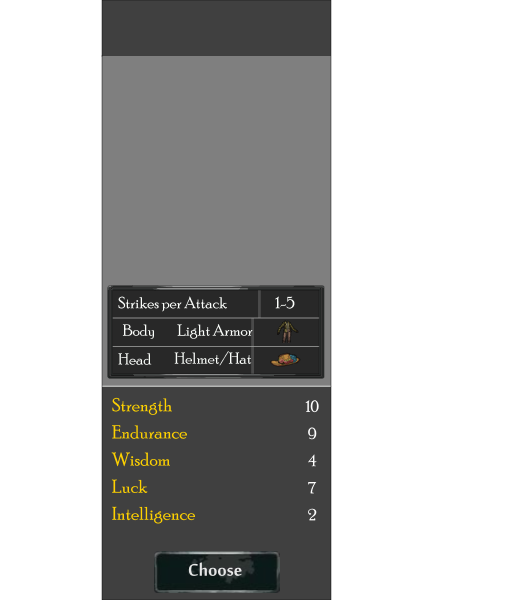 Strikes per Attack 1-5
Body Light Armor
Head Helmet/Hat
Strength 10
Endurance 9
Wisdom 4
Luck 7
Intelligence 2
Choose